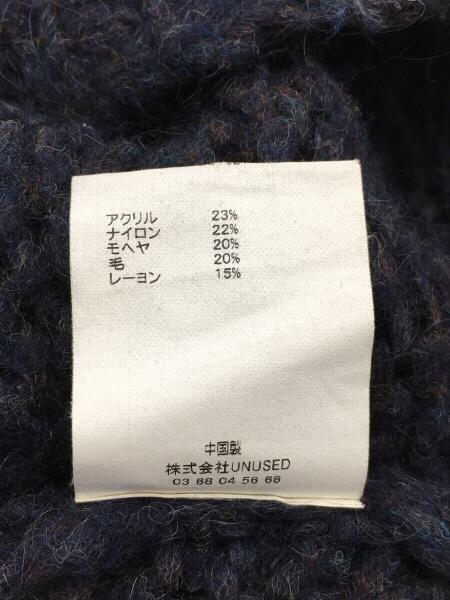 アクリル 23%
ナイロン 22%
モヘヤ 20%
毛 20%
レーヨン 15%
中国製
株式会社UNUSED
03 68 04 56 66